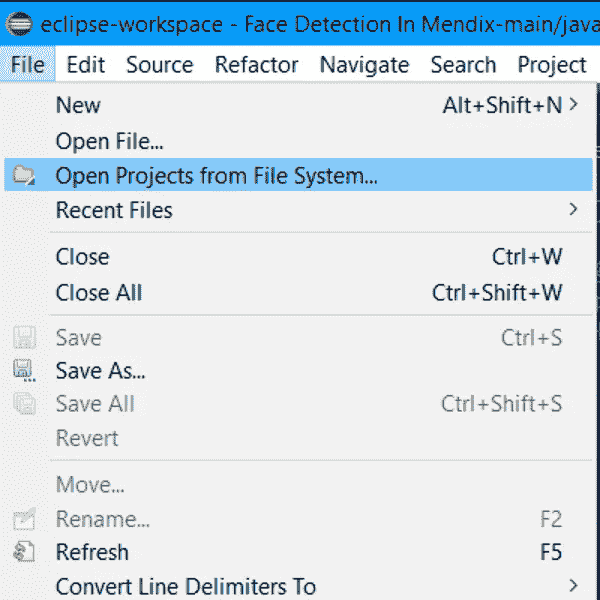 eclipse-workspace - Face Detection In Mendix-main/java
File Edit Source Refactor Navigate Search Project
New Alt+Shift+N >
Open File...
Open Projects from File System...
Recent Files >
Close Ctrl+W
Close All Ctrl+Shift+W
Save Ctrl+S
Save As...
Save All Ctrl+Shift+S
Revert
Move...
Rename... F2
Refresh F5
Convert Line Delimiters To >